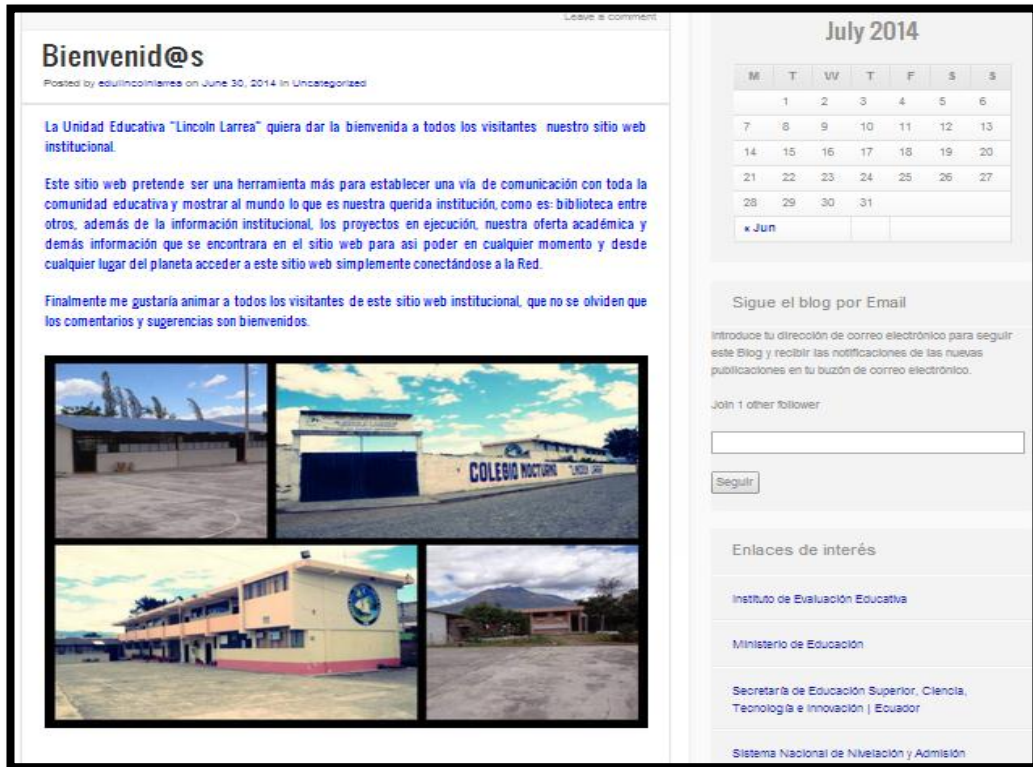 Leave a comment
Bienvenid@s
Posted by edulincolnlarrea on June 30, 2014 in Uncategorized
La Unidad Educativa "Lincoln Larrea" quiera dar la bienvenida a todos los visitantes nuestro sitio web
institucional.
Este sitio web pretende ser una herramienta más para establecer una vía de comunicación con toda la
comunidad educativa y mostrar al mundo lo que es nuestra querida institución, como es: biblioteca entre
otros, además de la información institucional, los proyectos en ejecución, nuestra oferta académica y
demás información que se encontrara en el sitio web para asi poder en cualquier momento y desde
cualquier lugar del planeta acceder a este sitio web simplemente conectándose a la Red.
Finalmente me gustaría animar a todos los visitantes de este sitio web institucional, que no se olviden que
los comentarios y sugerencias son bienvenidos.
COLEGIO NOCTURNO "LINCOLN LARREA"
July 2014
M T W T F S S
1 2 3 4 5 6
7 8 9 10 11 12 13
14 15 16 17 18 19 20
21 22 23 24 25 26 27
28 29 30 31
« Jun
Sigue el blog por Email
Introduce tu dirección de correo electrónico para seguir
este Blog y recibir las notificaciones de las nuevas
publicaciones en tu buzón de correo electrónico.
Join 1 other follower
Seguir
Enlaces de interés
Instituto de Evaluación Educativa
Ministerio de Educación
Secretaría de Educación Superior, Ciencia,
Tecnología e Innovación | Ecuador
Sistema Nacional de Nivelación y Admisión